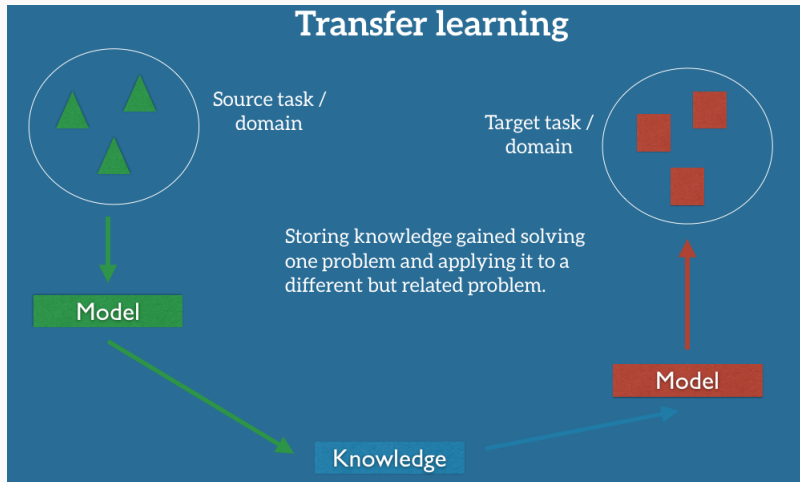 Transfer learning
Source task /
domain
Target task /
domain
Storing knowledge gained solving
one problem and applying it to a
different but related problem.
Model
Model
Knowledge